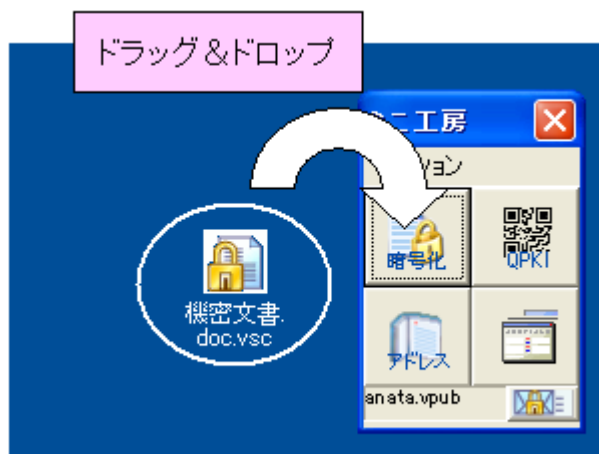 ドラッグ＆ドロップ
工房
ション
暗号化
QPKI
機密文書.
doc.vsc
アドレス
anata.vpub